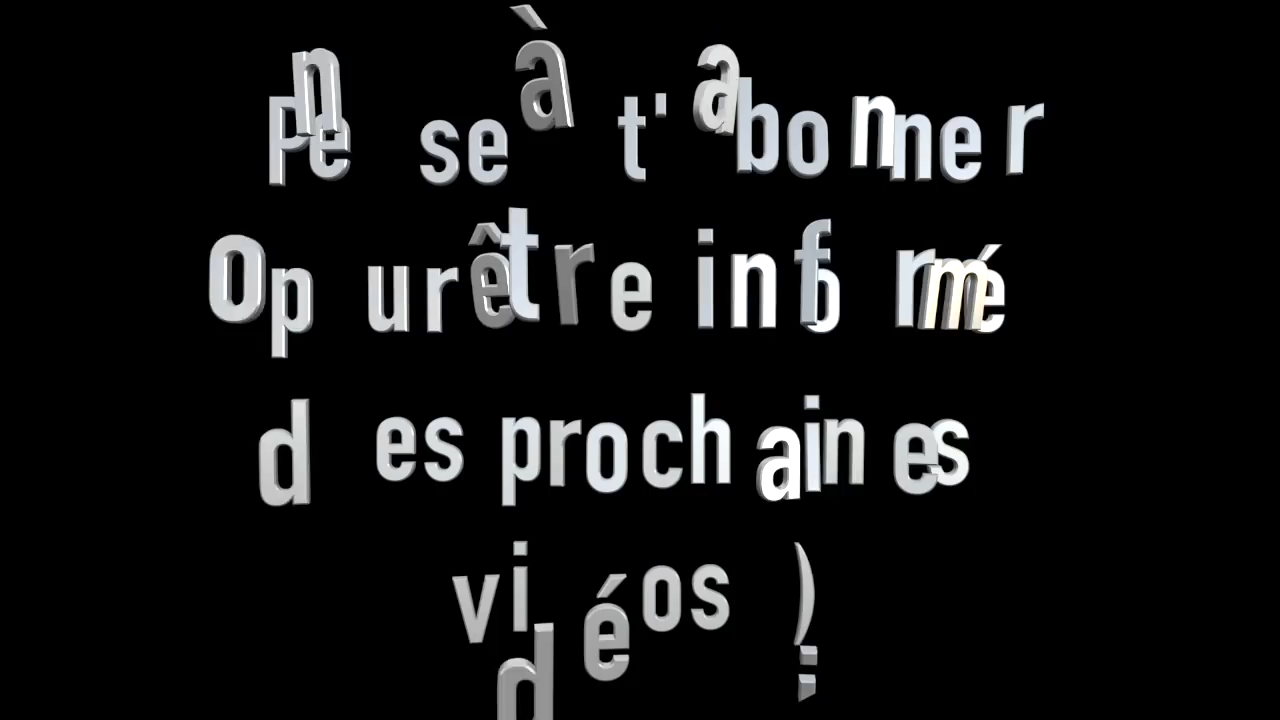 Pense à t'abonner
pour être informé
des prochaines
vidéos :)